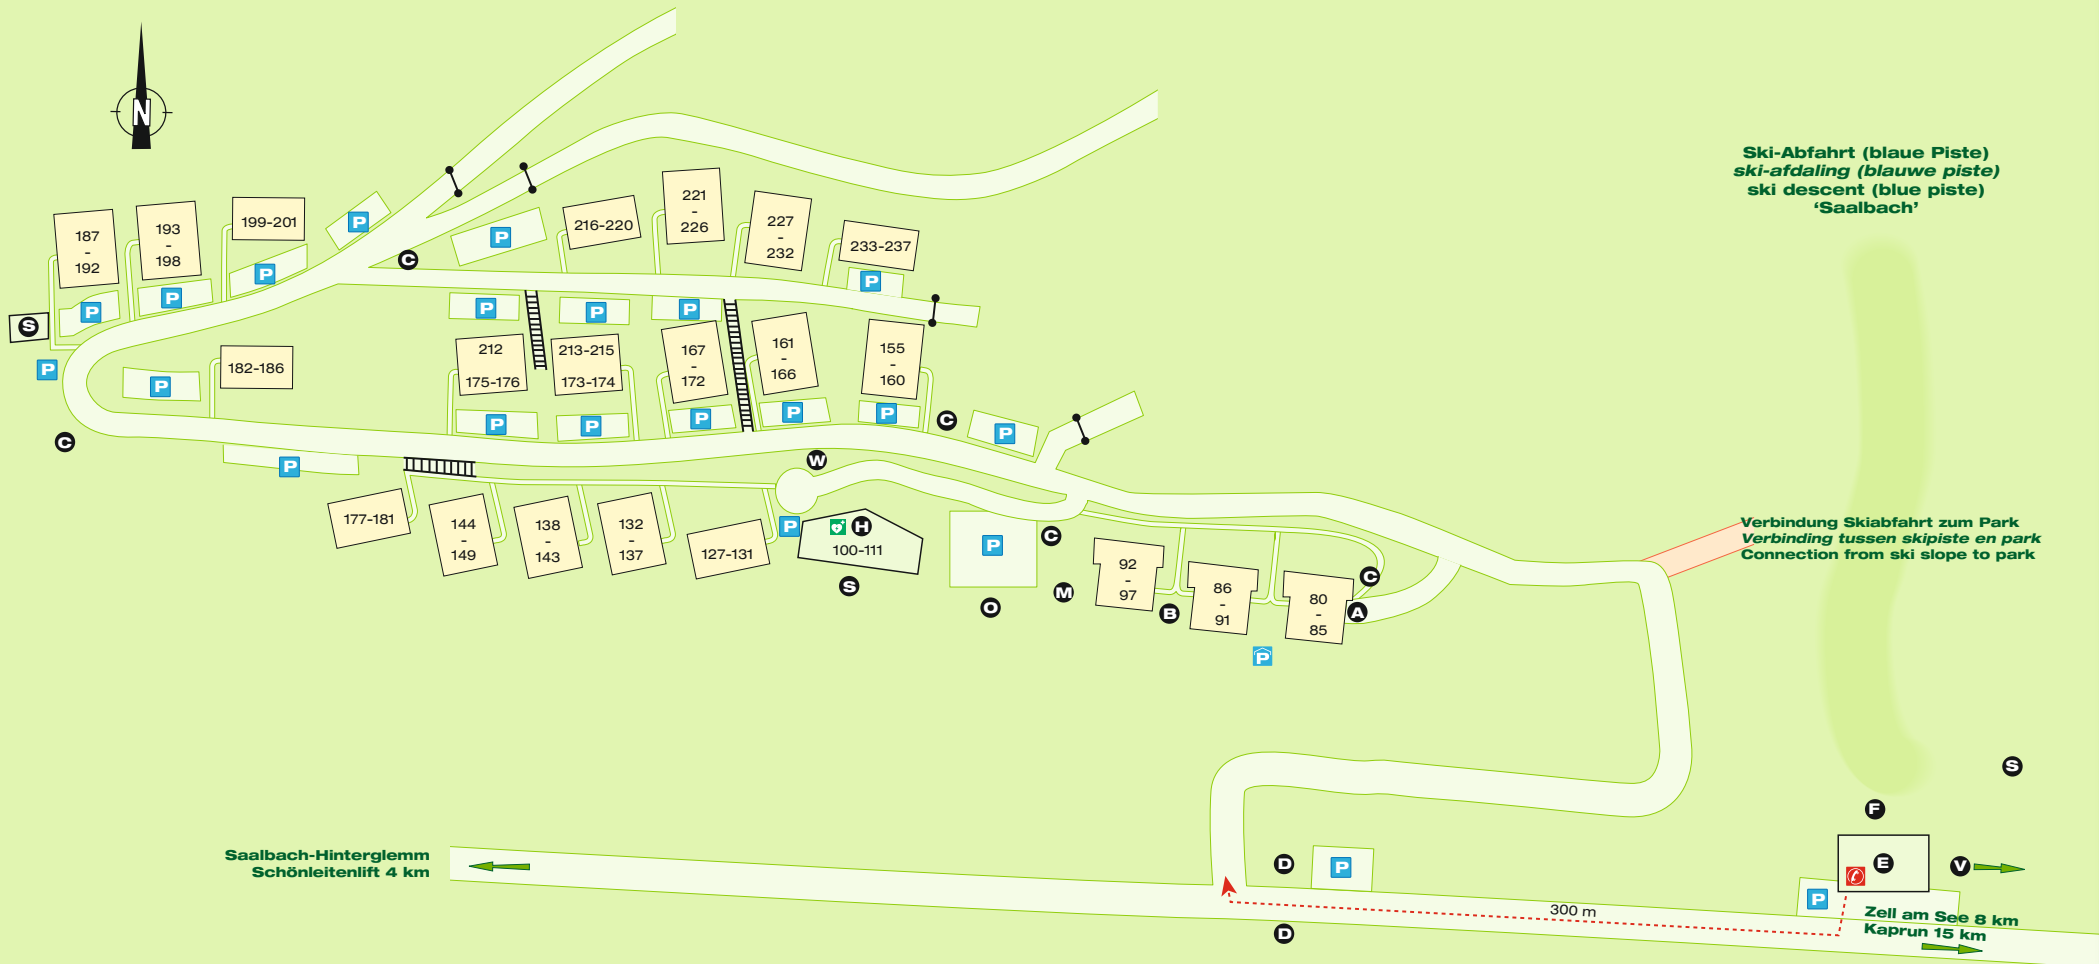 N
Ski-Abfahrt (blaue Piste)
ski-afdaling (blauwe piste)
ski descent (blue piste)
‘Saalbach’
187
-
192
193
-
198
199-201
P
P
P
P
P
C
S
P
216-220
221
-
226
227
-
232
233-237
P
P
P
P
182-186
P
P
C
212
175-176
213-215
173-174
167
-
172
161
-
166
155
-
160
P
P
P
P
P
C
P
P
W
177-181
144
-
149
138
-
143
132
-
137
127-131
P
H
100-111
S
P
C
O
M
92
-
97
B
86
-
91
80
-
85
C
A
P
Verbindung Skiabfahrt zum Park
Verbinding tussen skipiste en park
Connection from ski slope to park
S
F
E
V
Saalbach-Hinterglemm
Schönleitenlift 4 km
D
P
D
300 m
P
Zell am See 8 km
Kaprun 15 km